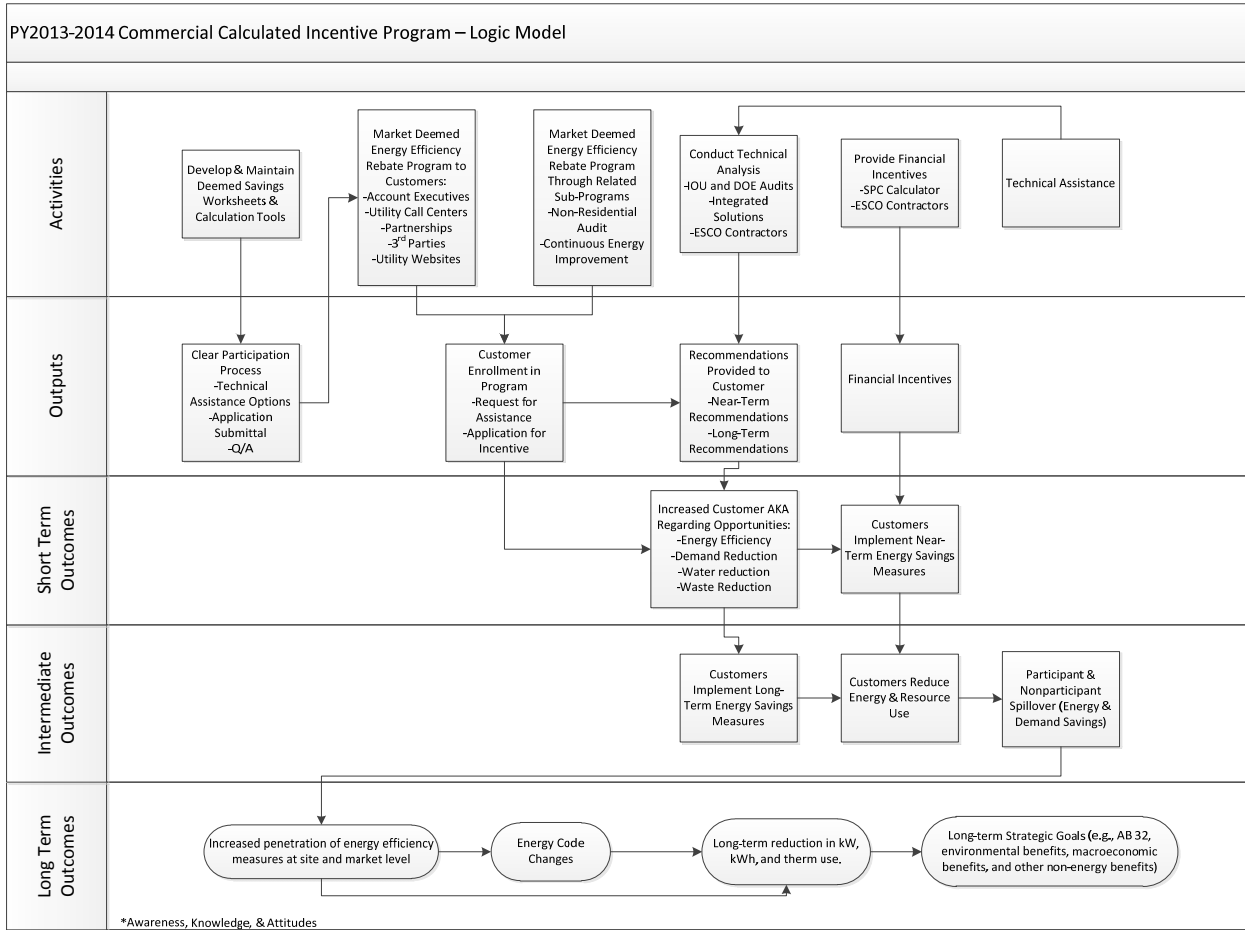 PY2013-2014 Commercial Calculated Incentive Program – Logic Model
Activities
Develop & Maintain
Deemed Savings
Worksheets &
Calculation Tools
Market Deemed
Energy Efficiency
Rebate Program to
Customers:
-Account Executives
-Utility Call Centers
-Partnerships
-3rd Parties
-Utility Websites
Market Deemed
Energy Efficiency
Rebate Program
Through Related
Sub-Programs
-Non-Residential
Audit
-Continuous Energy
Improvement
Conduct Technical
Analysis
-IOU and DOE Audits
-Integrated
Solutions
-ESCO Contractors
Provide Financial
Incentives
-SPC Calculator
-ESCO Contractors
Technical Assistance
Outputs
Clear Participation
Process
-Technical
Assistance Options
-Application
Submittal
-Q/A
Customer
Enrollment in
Program
-Request for
Assistance
-Application for
Incentive
Recommendations
Provided to
Customer
-Near-Term
Recommendations
-Long-Term
Recommendations
Financial Incentives
Short Term
Outcomes
Increased Customer AKA
Regarding Opportunities:
-Energy Efficiency
-Demand Reduction
-Water reduction
-Waste Reduction
Customers
Implement Near-
Term Energy Savings
Measures
Intermediate
Outcomes
Customers
Implement Long-
Term Energy Savings
Measures
Customers Reduce
Energy & Resource
Use
Participant &
Nonparticipant
Spillover (Energy &
Demand Savings)
Long Term
Outcomes
Increased penetration of energy efficiency
measures at site and market level
Energy Code
Changes
Long-term reduction in kW,
kWh, and therm use.
Long-term Strategic Goals (e.g., AB 32,
environmental benefits, macroeconomic
benefits, and other non-energy benefits)
*Awareness, Knowledge, & Attitudes